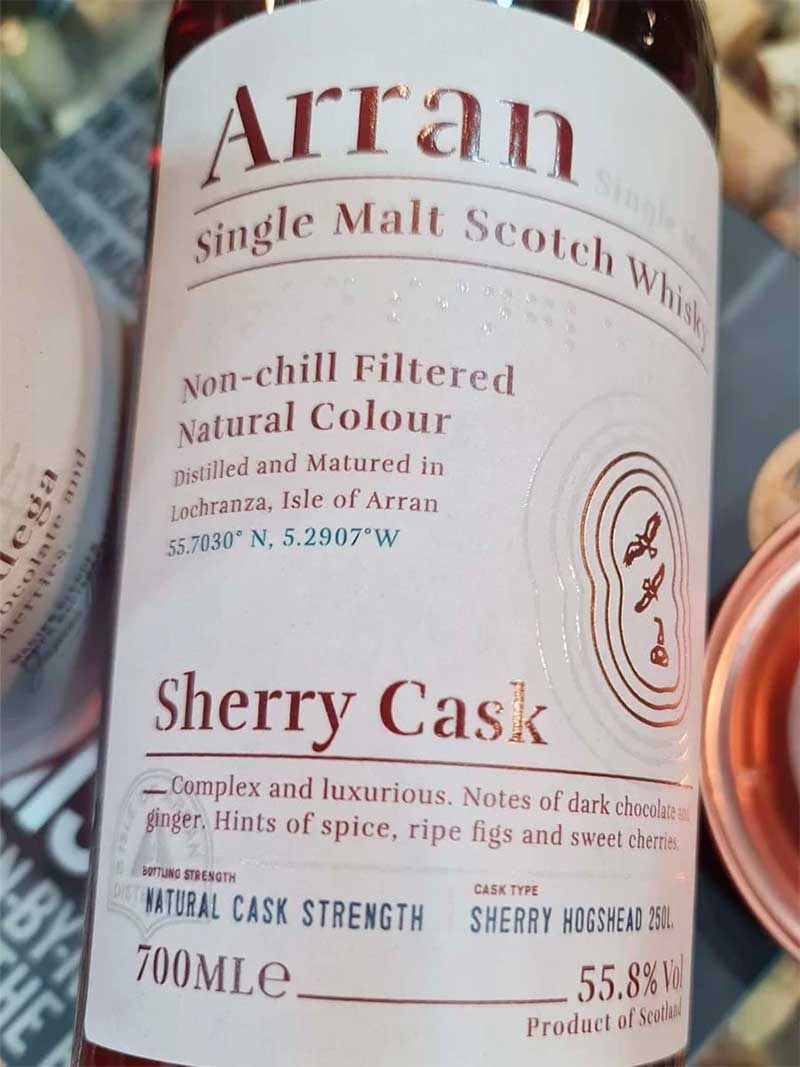 Arran
Single
Single Malt Scotch Whisky
Non-chill Filtered
Natural Colour
Distilled and Matured in
Lochranza, Isle of Arran
55.7030° N, 5.2907°W
Sherry Cask
Complex and luxurious. Notes of dark chocolate and
ginger. Hints of spice, ripe figs and sweet cherries.
BOTTLING STRENGTH
NATURAL CASK STRENGTH
CASK TYPE
SHERRY HOGSHEAD 250L.
700MLe
55.8% Vol
Product of Scotland